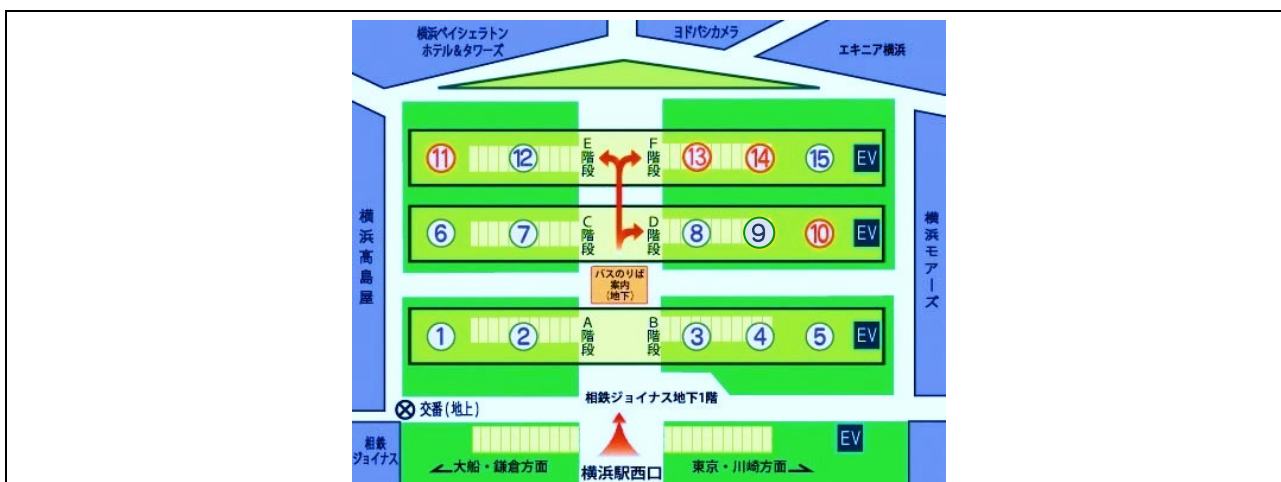 横浜ベイシェラトン
ホテル&タワーズ
ヨドバシカメラ
エキニア横浜
⑪ ⑫ E階段 F階段 ⑬ ⑭ ⑮ EV
横浜高島屋
⑥ ⑦ C階段 D階段 ⑧ ⑨ ⑩ EV
横浜モアーズ
バスのりば
案内
(地下)
① ② A階段 B階段 ③ ④ ⑤ EV
相鉄ジョイナス地下1階
交番(地上)
相鉄
ジョイナス
EV
大船・鎌倉方面
横浜駅西口
東京・川崎方面